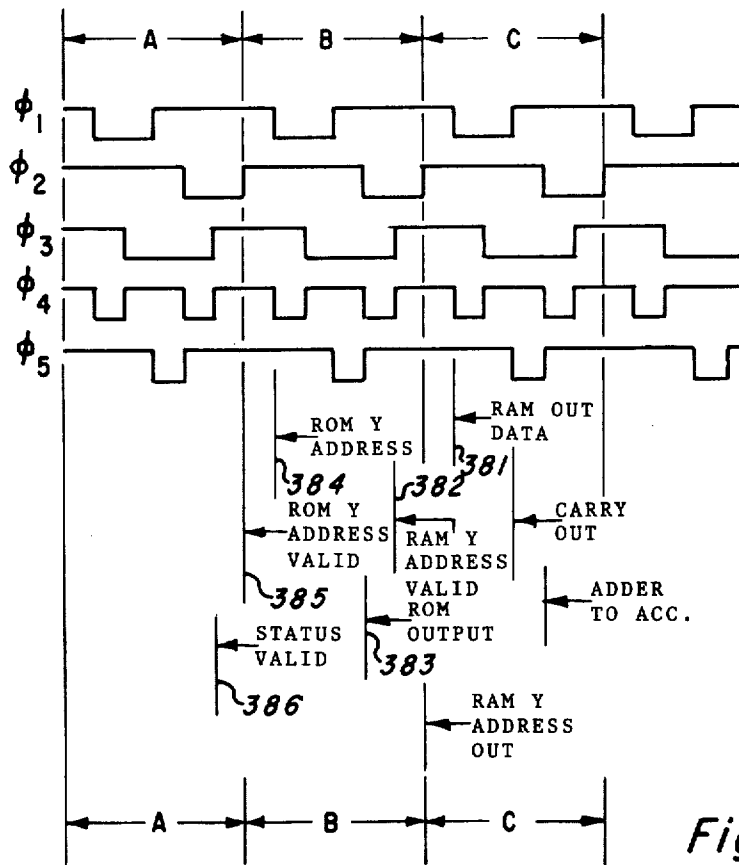 A B C
ϕ1
ϕ2
ϕ3
ϕ4
ϕ5
ROM Y
ADDRESS
384
RAM OUT
DATA
381
382
ROM Y
ADDRESS
VALID
385
RAM Y
ADDRESS
VALID
CARRY
OUT
STATUS
VALID
386
ROM
OUTPUT
383
ADDER
TO ACC.
RAM Y
ADDRESS
OUT
A B C
Fig